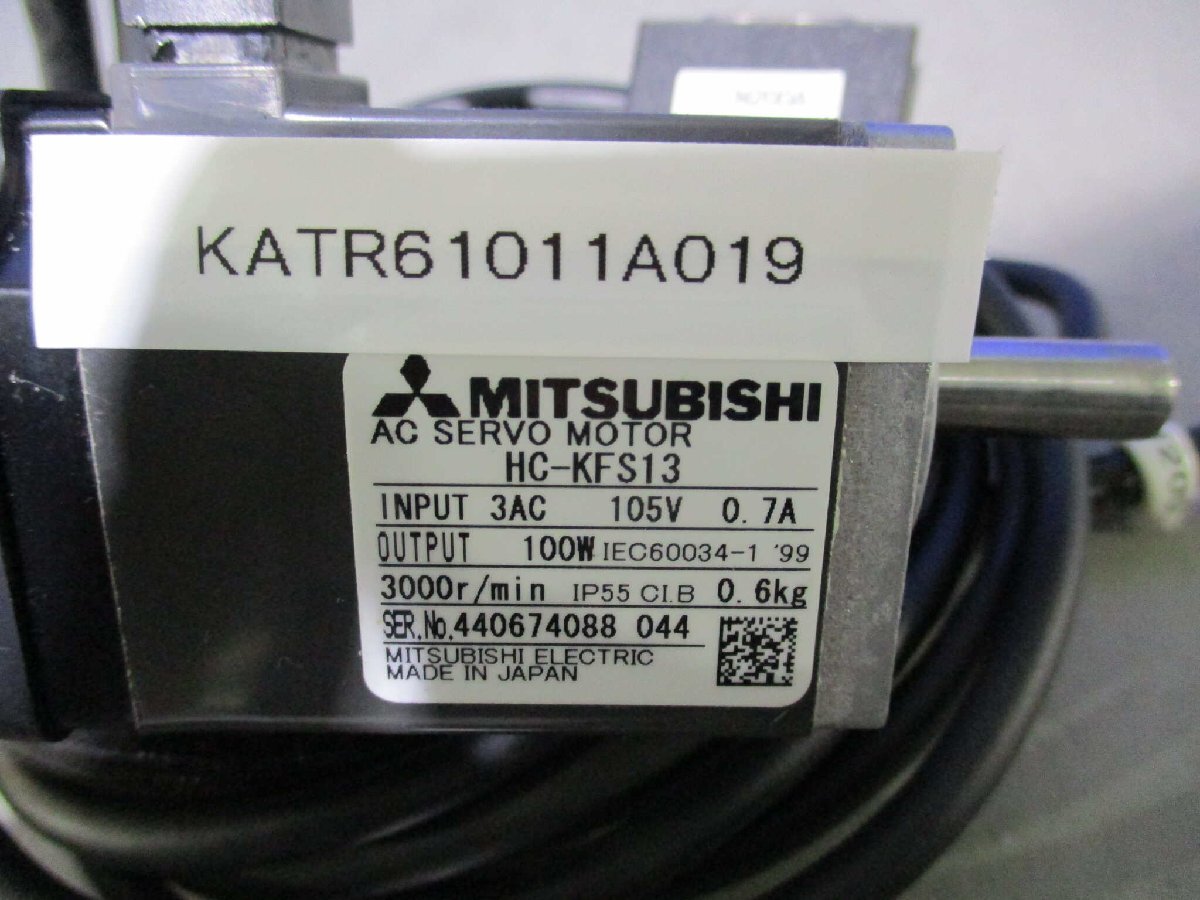 KATR61011A019
MITSUBISHI
AC SERVO MOTOR
HC-KFS13
INPUT 3AC 105V 0.7A
OUTPUT 100W IEC60034-1 '99
3000r/min IP55 CI.B 0.6kg
SER.No.440674088 044
MITSUBISHI ELECTRIC
MADE IN JAPAN